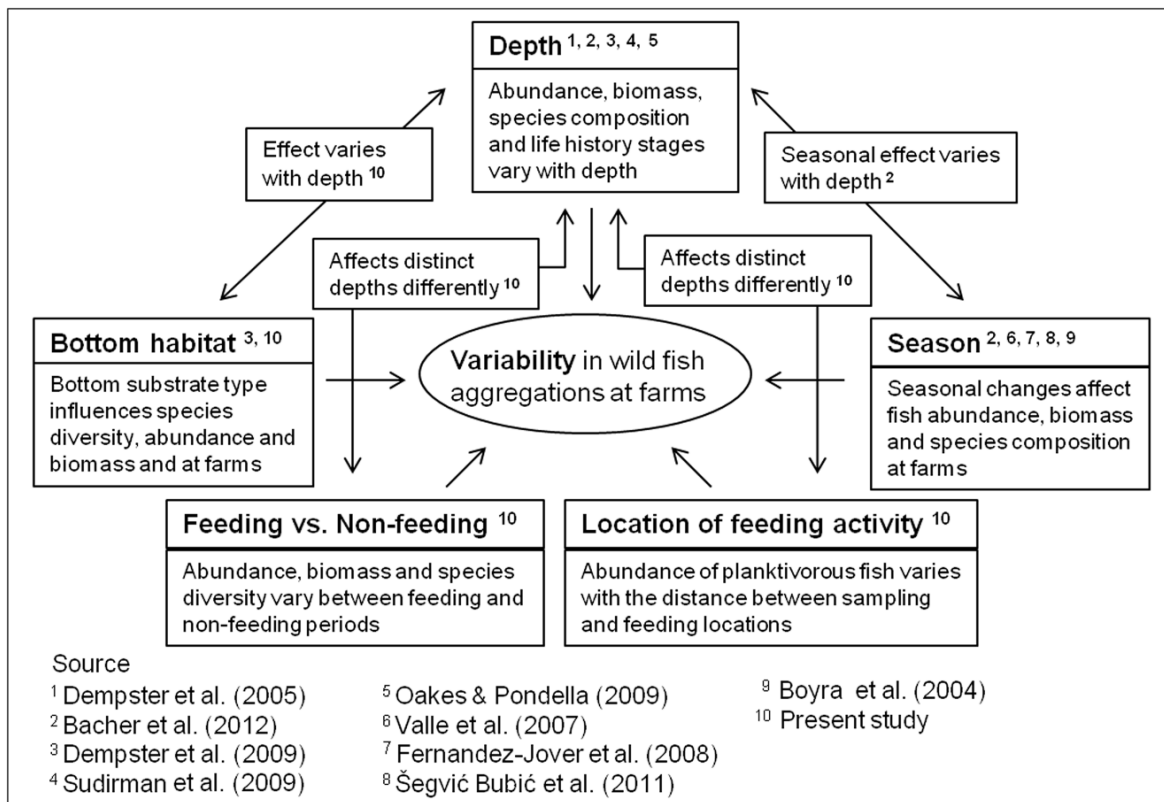 Depth 1, 2, 3, 4, 5
Abundance, biomass,
species composition
and life history stages
vary with depth
Effect varies
with depth 10
Seasonal effect varies
with depth 2
Affects distinct
depths differently 10
Affects distinct
depths differently 10
Bottom habitat 3, 10
Bottom substrate type
influences species
diversity, abundance and
biomass and at farms
Variability in wild fish
aggregations at farms
Season 2, 6, 7, 8, 9
Seasonal changes affect
fish abundance, biomass
and species composition
at farms
Feeding vs. Non-feeding 10
Abundance, biomass and species
diversity vary between feeding and
non-feeding periods
Location of feeding activity 10
Abundance of planktivorous fish varies
with the distance between sampling
and feeding locations
Source
1 Dempster et al. (2005)
2 Bacher et al. (2012)
3 Dempster et al. (2009)
4 Sudirman et al. (2009)
5 Oakes & Pondella (2009)
6 Valle et al. (2007)
7 Fernandez-Jover et al. (2008)
8 Šegvić Bubić et al. (2011)
9 Boyra et al. (2004)
10 Present study